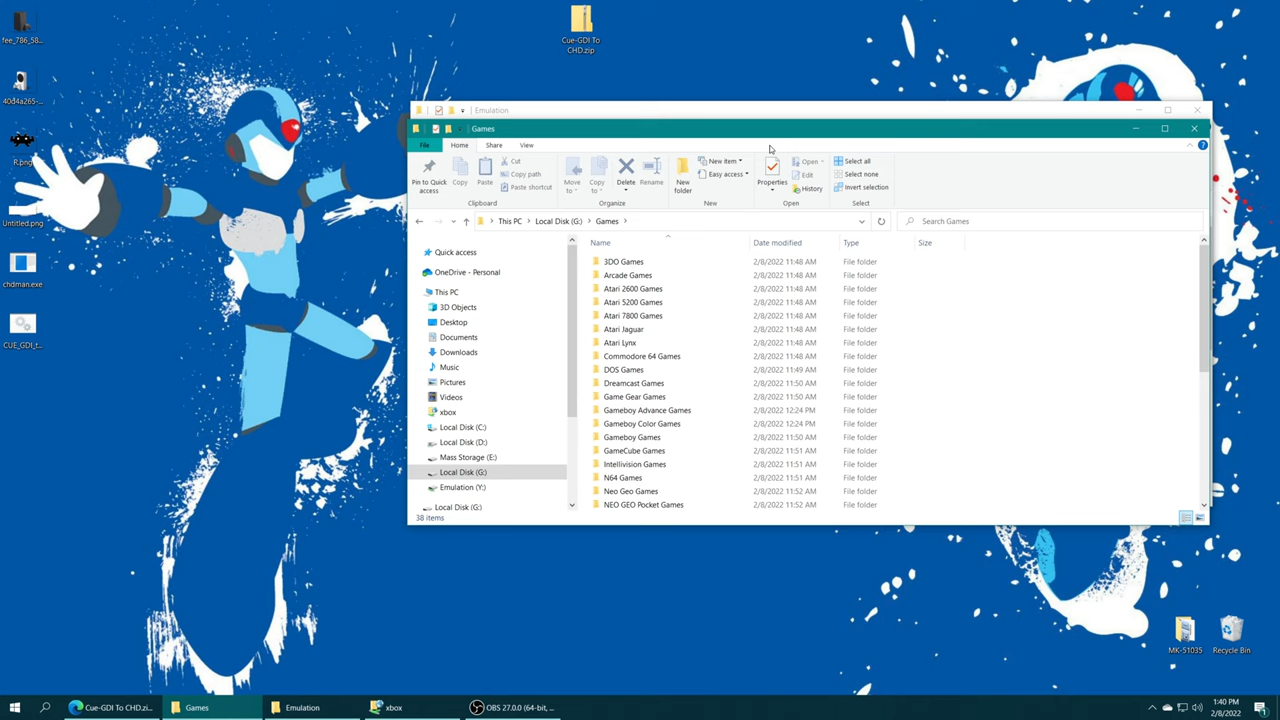 fee_786_58...
40d4a265-...
R.png
Untitled.png
chdman.exe
CUE_GDI_t...
Cue-GDI To
CHD.zip
Emulation
Games
File
Home
Share
View
Pin to Quick
access
Copy
Paste
Cut
Copy path
Paste shortcut
Clipboard
Move
to
Copy
to
Delete
Rename
Organize
New
folder
New item
Easy access
New
Properties
Open
Edit
History
Open
Select all
Select none
Invert selection
Select
This PC
Local Disk (G:)
Games
Search Games
Quick access
OneDrive - Personal
This PC
3D Objects
Desktop
Documents
Downloads
Music
Pictures
Videos
xbox
Local Disk (C:)
Local Disk (D:)
Mass Storage (E:)
Local Disk (G:)
Emulation (Y:)
Local Disk (G:)
Name Date modified Type Size
3DO Games 2/8/2022 11:48 AM File folder
Arcade Games 2/8/2022 11:48 AM File folder
Atari 2600 Games 2/8/2022 11:48 AM File folder
Atari 5200 Games 2/8/2022 11:48 AM File folder
Atari 7800 Games 2/8/2022 11:48 AM File folder
Atari Jaguar 2/8/2022 11:48 AM File folder
Atari Lynx 2/8/2022 11:48 AM File folder
Commodore 64 Games 2/8/2022 11:48 AM File folder
DOS Games 2/8/2022 11:49 AM File folder
Dreamcast Games 2/8/2022 11:50 AM File folder
Game Gear Games 2/8/2022 11:50 AM File folder
Gameboy Advance Games 2/8/2022 12:24 PM File folder
Gameboy Color Games 2/8/2022 12:24 PM File folder
Gameboy Games 2/8/2022 11:50 AM File folder
GameCube Games 2/8/2022 11:51 AM File folder
Intellivision Games 2/8/2022 11:51 AM File folder
N64 Games 2/8/2022 11:51 AM File folder
Neo Geo Games 2/8/2022 11:52 AM File folder
NEO GEO Pocket Games 2/8/2022 11:52 AM File folder
38 items
MK-51035
Recycle Bin
Cue-GDI To CHD.zi...
Games
Emulation
xbox
OBS 27.0.0 (64-bit, ...
1:40 PM
2/8/2022
1